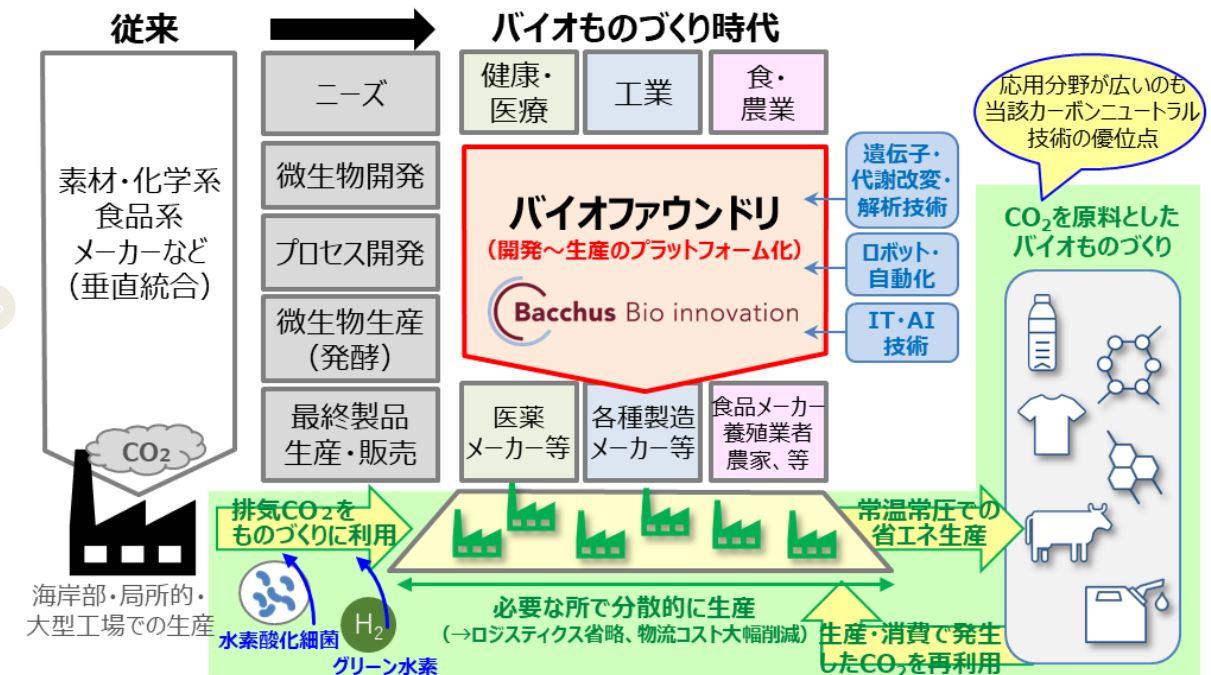 従来
バイオものづくり時代
素材・化学系
食品系
メーカーなど
（垂直統合）
CO₂
海岸部・局所的・
大型工場での生産
ニーズ
微生物開発
プロセス開発
微生物生産
（発酵）
最終製品
生産・販売
健康・
医療
工業
食・
農業
バイオファウンドリ
（開発～生産のプラットフォーム化）
Bacchus Bio innovation
遺伝子・
代謝改変・
解析技術
ロボット・
自動化
IT・AI
技術
医薬
メーカー等
各種製造
メーカー等
食品メーカー
養殖業者
農家、等
応用分野が広いのも
当該カーボンニュートラル
技術の優位点
CO₂を原料とした
バイオものづくり
排気CO₂を
ものづくりに利用
水素酸化細菌
H₂
グリーン水素
必要な所で分散的に生産
（→ロジスティクス省略、物流コスト大幅削減）
常温常圧での
省エネ生産
生産・消費で発生
したCO₂を再利用